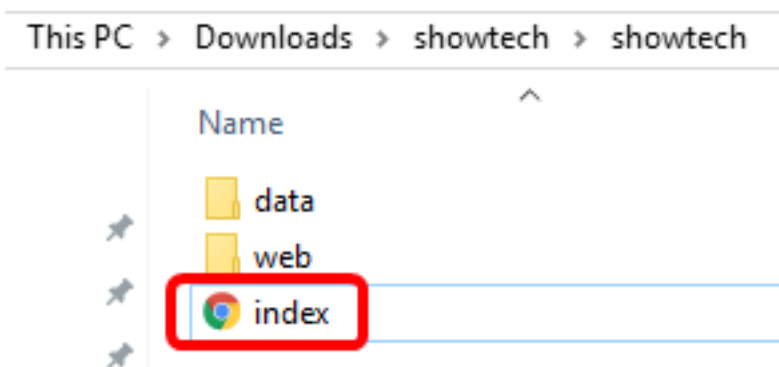 This PC > Downloads > showtech > showtech
Name
data
web
index